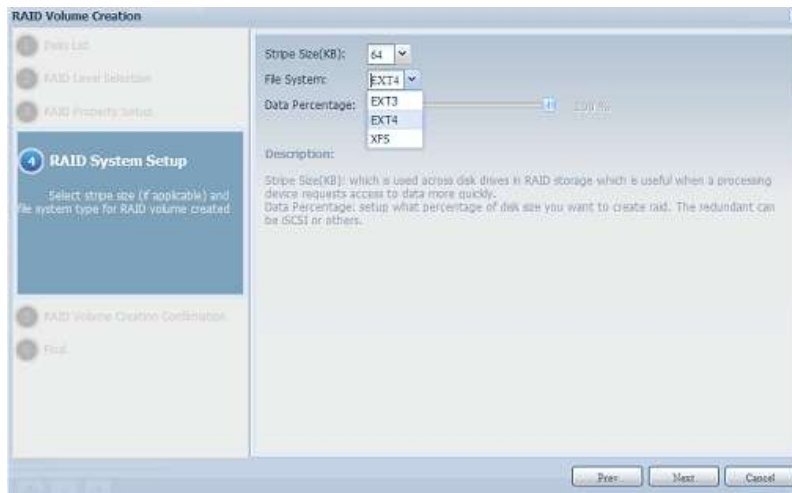 RAID Volume Creation
1 Disks List
2 RAID Level Selection
3 RAID Property Setup
4 RAID System Setup
Select stripe size (if applicable) and
file system type for RAID volume created
RAID Volume Creation Confirmation
Final
Stripe Size(KB): 64
File System: EXT4
EXT3
EXT4
XFS
Data Percentage: 100 %
Description:
Stripe Size(KB): which is used across disk drives in RAID storage which is useful when a processing
device requests access to data more quickly.
Data Percentage: setup what percentage of disk size you want to create raid. The redundant can
be iSCSI or others.
Prev Next Cancel